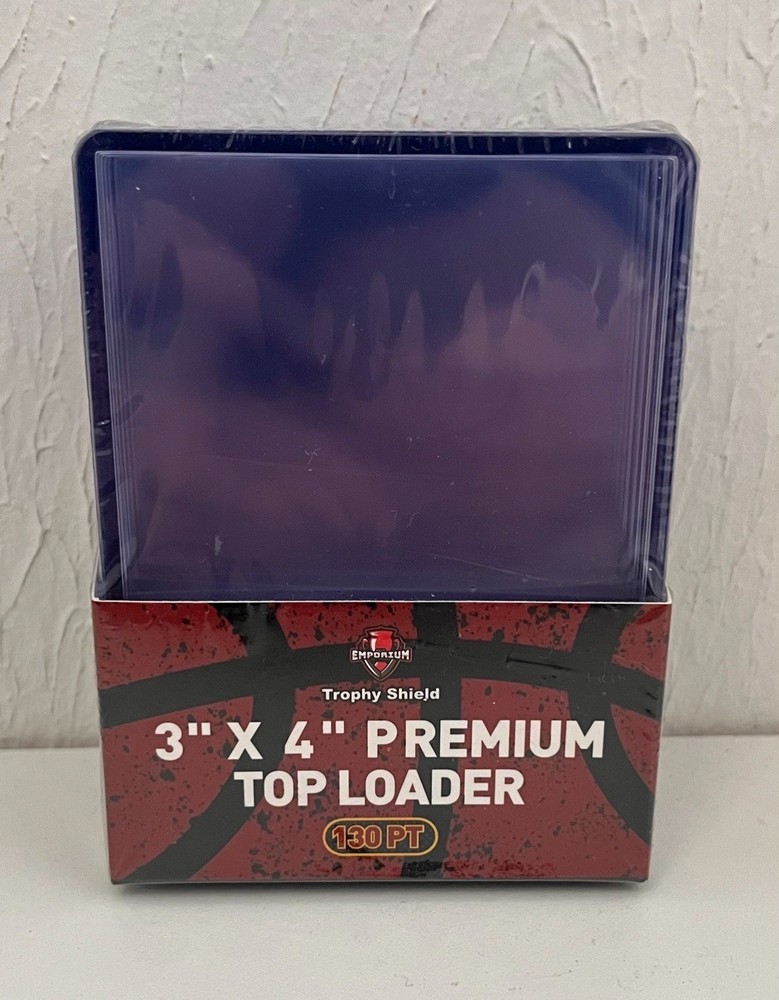 EMPORIUM
Trophy Shield
3" X 4" PREMIUM
TOP LOADER
130 PT